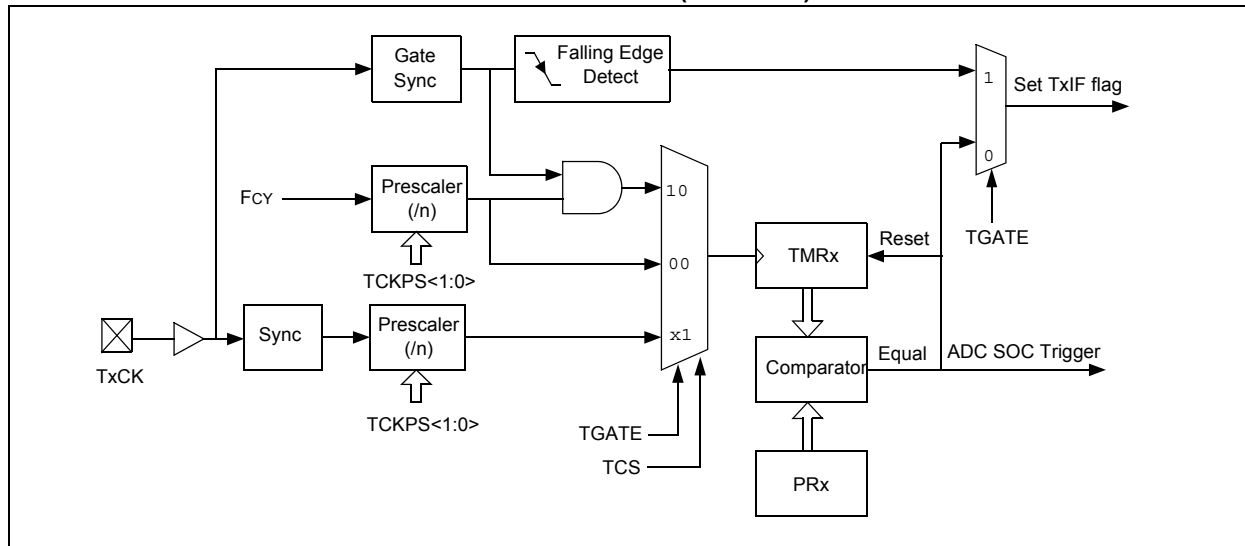 Gate
Sync
Falling Edge
Detect
1
Set TxIF flag
0
TGATE
FCY
Prescaler
(/n)
TCKPS<1:0>
10
00
x1
TMRx
Reset
TxCK
Sync
Prescaler
(/n)
TCKPS<1:0>
Comparator
Equal
ADC SOC Trigger
TGATE
TCS
PRx